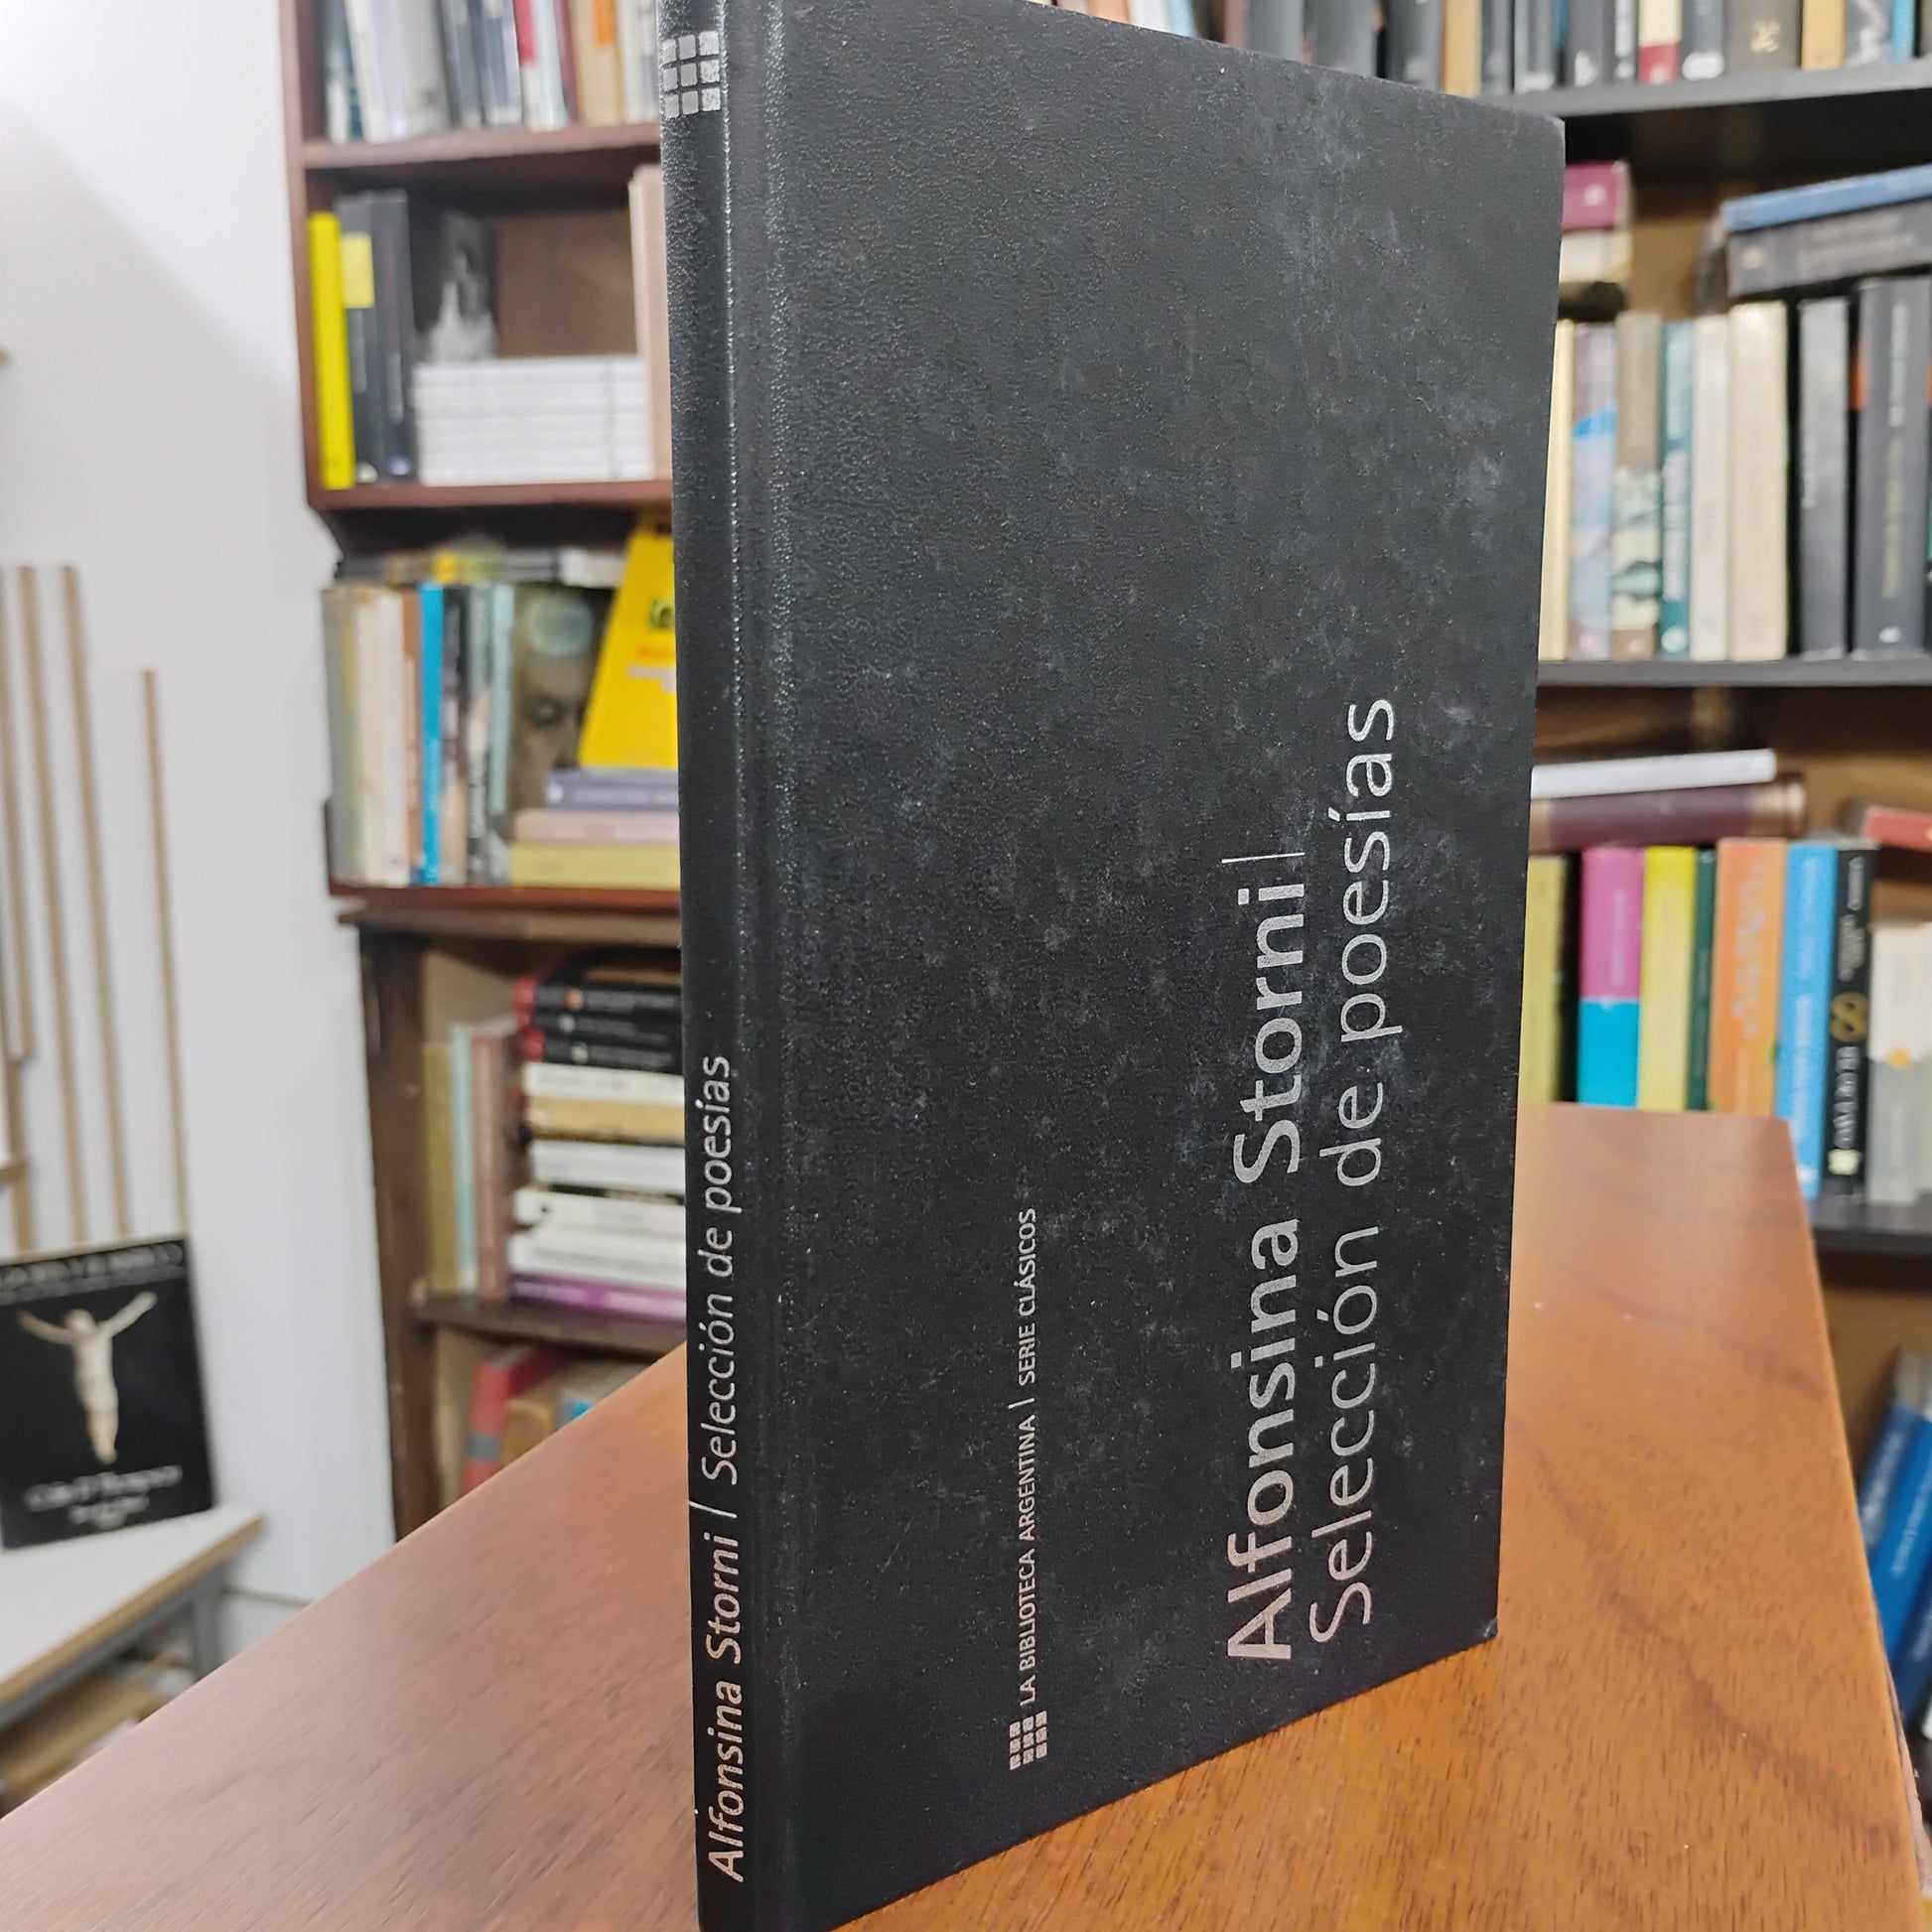 Alfonsina Storni | Selección de poesías
LA BIBLIOTECA ARGENTINA | SERIE CLÁSICOS
Alfonsina Storni |
Selección de poesías